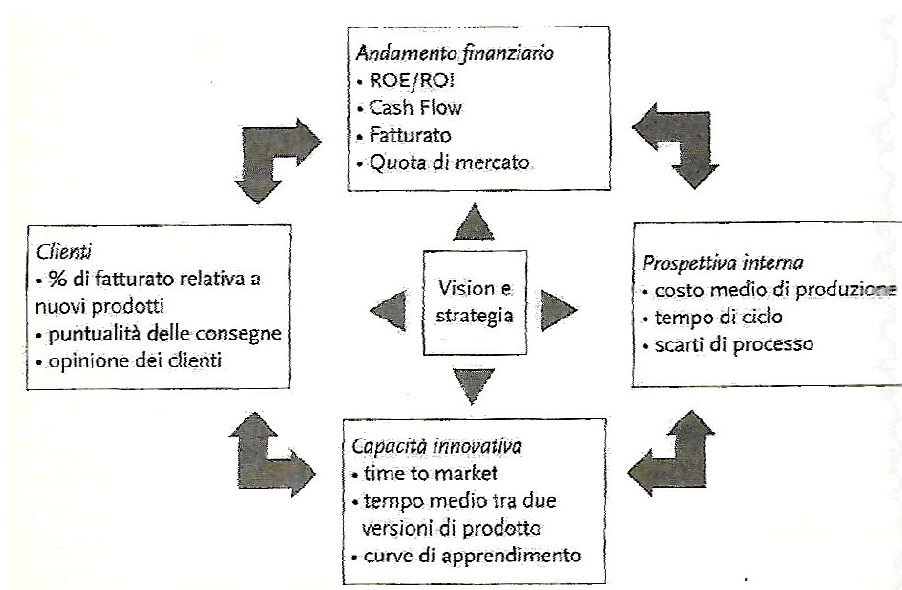 Andamento finanziario
• ROE/ROI
• Cash Flow
• Fatturato
• Quota di mercato
Clienti
• % di fatturato relativa a
nuovi prodotti
• puntualità delle consegne
• opinione dei clienti
Vision e
strategia
Prospettiva interna
• costo medio di produzione
• tempo di ciclo
• scarti di processo
Capacità innovativa
• time to market
• tempo medio tra due
versioni di prodotto
• curve di apprendimento